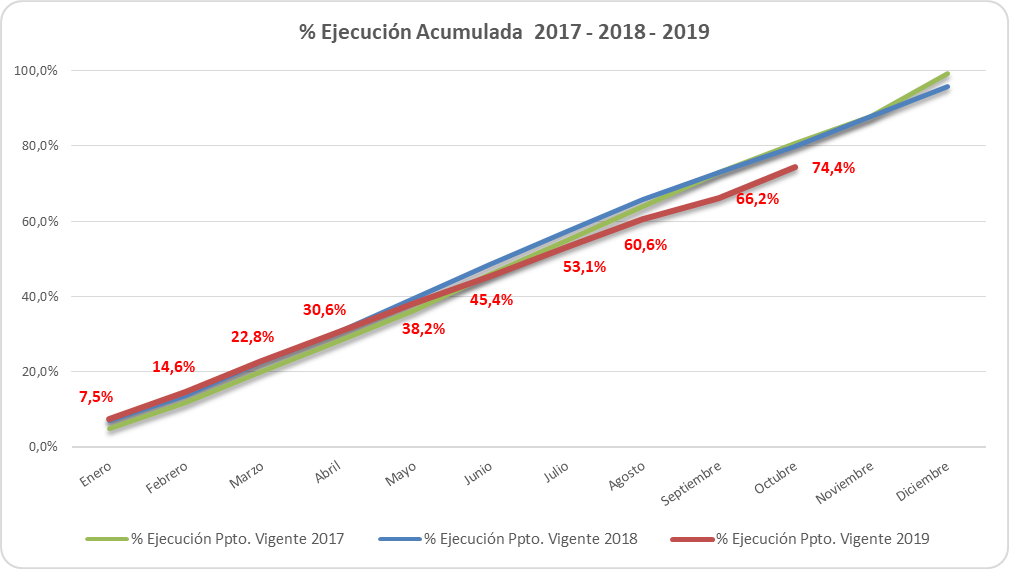 % Ejecución Acumulada 2017 - 2018 - 2019
100,0%
80,0%
60,0%
40,0%
20,0%
0,0%
7,5%
14,6%
22,8%
30,6%
38,2%
45,4%
53,1%
60,6%
66,2%
74,4%
Enero
Febrero
Marzo
Abril
Mayo
Junio
Julio
Agosto
Septiembre
Octubre
Noviembre
Diciembre
% Ejecución Ppto. Vigente 2017
% Ejecución Ppto. Vigente 2018
% Ejecución Ppto. Vigente 2019